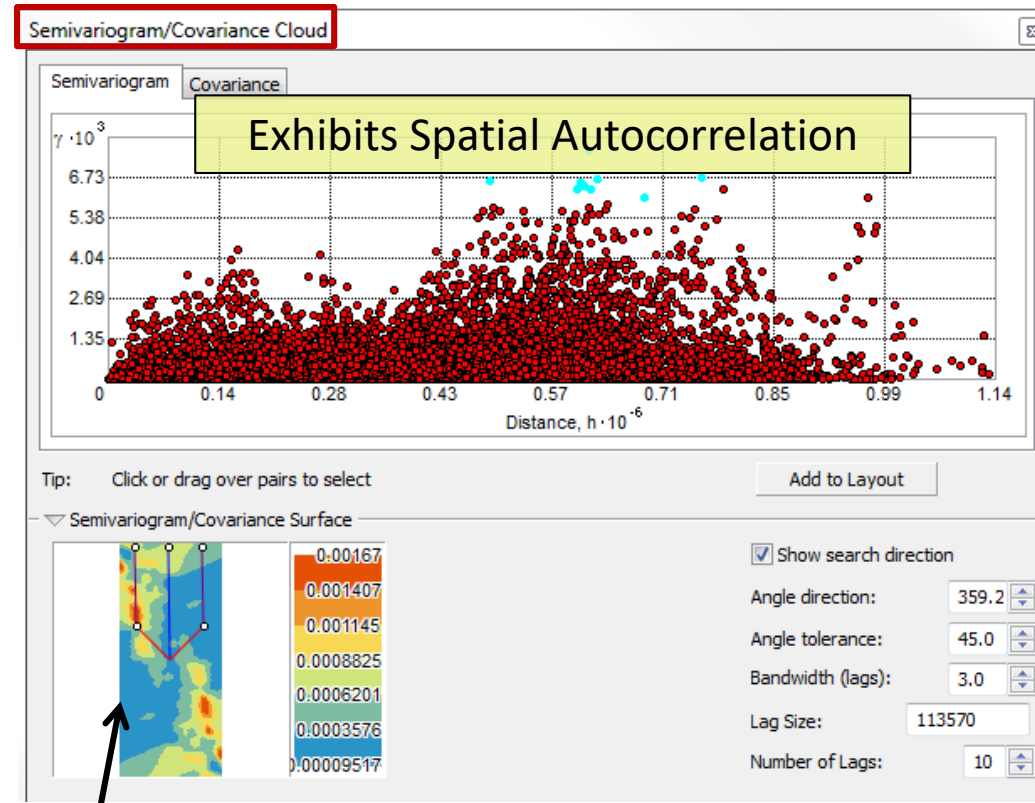 Semivariogram/Covariance Cloud
Semivariogram Covariance
Exhibits Spatial Autocorrelation
γ · 10 3
6.73
5.38
4.04
2.69
1.35
0 0.14 0.28 0.43 0.57 0.71 0.85 0.99 1.14
Distance, h · 10 -6
Tip: Click or drag over pairs to select
Add to Layout
Semivariogram/Covariance Surface
0.00167
0.001407
0.001145
0.0008825
0.0006201
0.0003576
0.00009517
Show search direction
Angle direction: 359.2
Angle tolerance: 45.0
Bandwidth (lags): 3.0
Lag Size: 113570
Number of Lags: 10